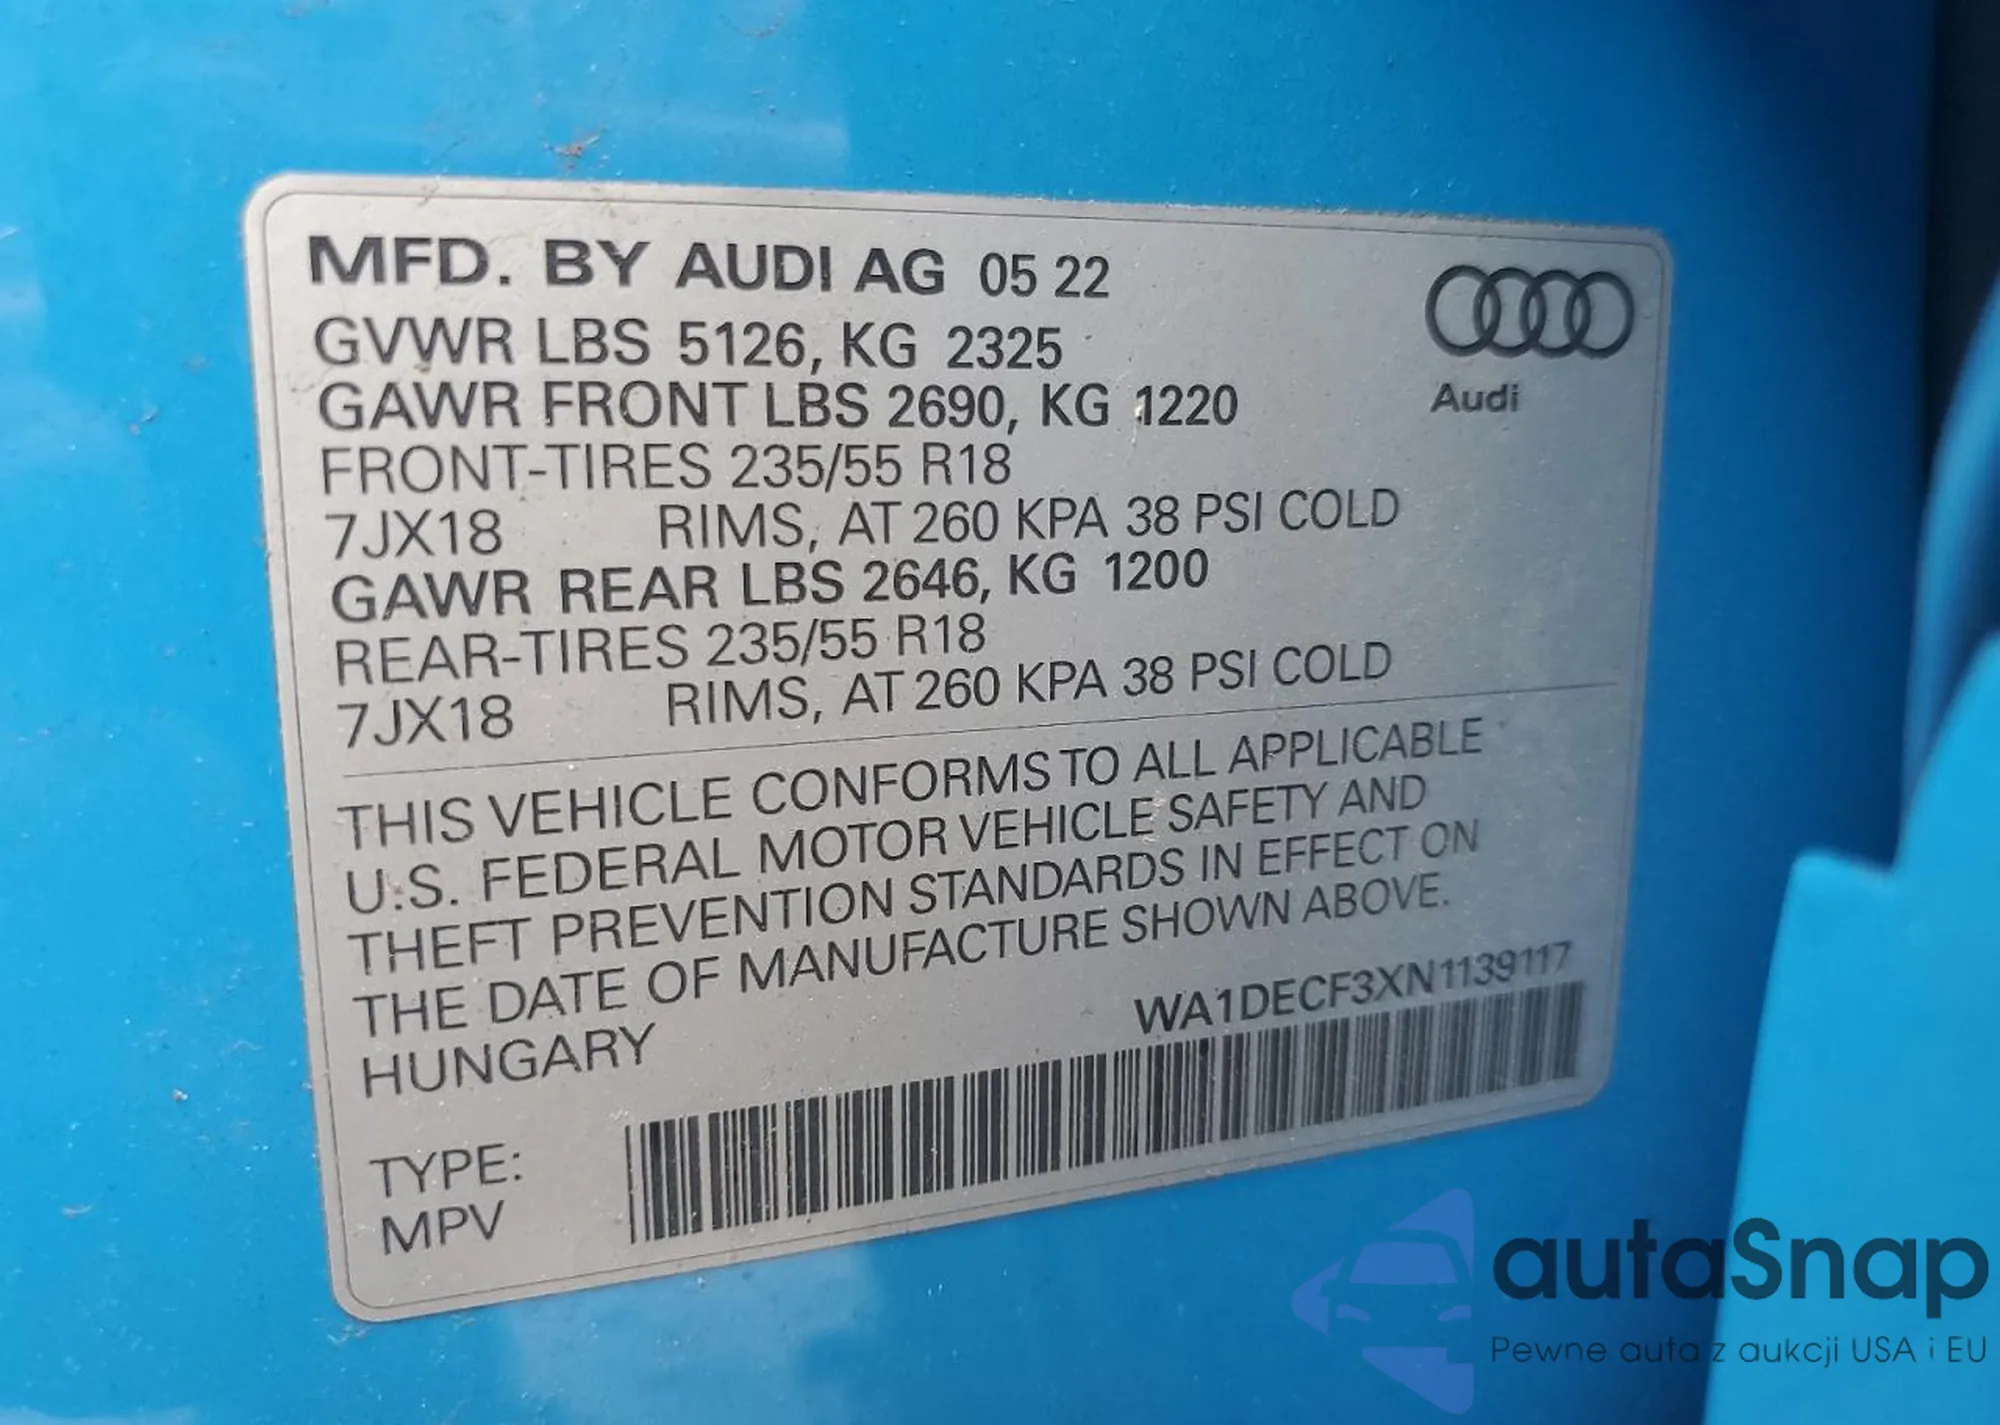 MFD. BY AUDI AG 05 22
GVWR LBS 5126, KG 2325
GAWR FRONT LBS 2690, KG 1220
FRONT-TIRES 235/55 R18
7JX18 RIMS, AT 260 KPA 38 PSI COLD
GAWR REAR LBS 2646, KG 1200
REAR-TIRES 235/55 R18
7JX18 RIMS, AT 260 KPA 38 PSI COLD
Audi
THIS VEHICLE CONFORMS TO ALL APPLICABLE
U.S. FEDERAL MOTOR VEHICLE SAFETY AND
THEFT PREVENTION STANDARDS IN EFFECT ON
THE DATE OF MANUFACTURE SHOWN ABOVE.
HUNGARY
WA1DECF3XN1139117
TYPE:
MPV
autaSnap
Pewne auta z aukcji USA i EU